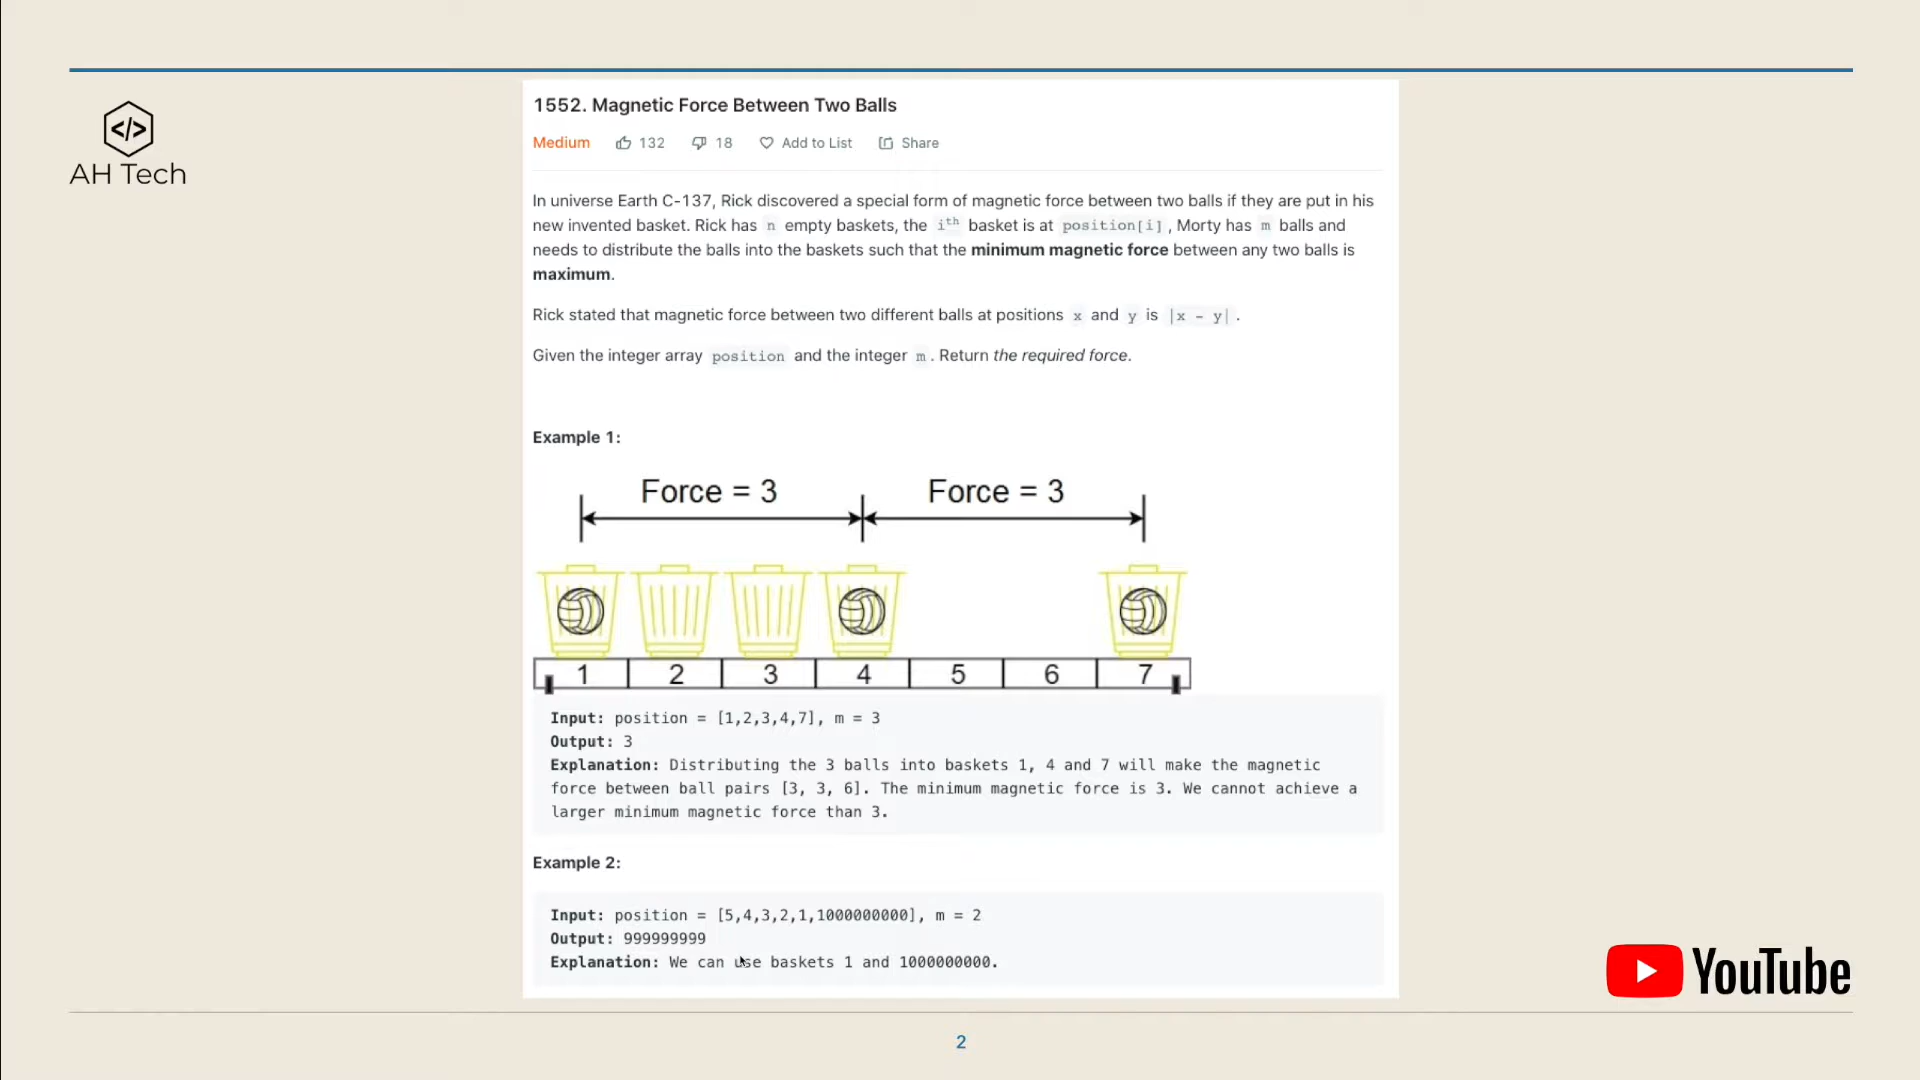 </>
AH Tech
1552. Magnetic Force Between Two Balls
Medium 132 18 Add to List Share
In universe Earth C-137, Rick discovered a special form of magnetic force between two balls if they are put in his
new invented basket. Rick has n empty baskets, the iᵗʰ basket is at position[i] , Morty has m balls and
needs to distribute the balls into the baskets such that the minimum magnetic force between any two balls is
maximum.
Rick stated that magnetic force between two different balls at positions x and y is |x - y| .
Given the integer array position and the integer m . Return the required force.
Example 1:
Force = 3 Force = 3
1 2 3 4 5 6 7
Input: position = [1,2,3,4,7], m = 3
Output: 3
Explanation: Distributing the 3 balls into baskets 1, 4 and 7 will make the magnetic
force between ball pairs [3, 3, 6]. The minimum magnetic force is 3. We cannot achieve a
larger minimum magnetic force than 3.
Example 2:
Input: position = [5,4,3,2,1,1000000000], m = 2
Output: 999999999
Explanation: We can use baskets 1 and 1000000000.
YouTube
2